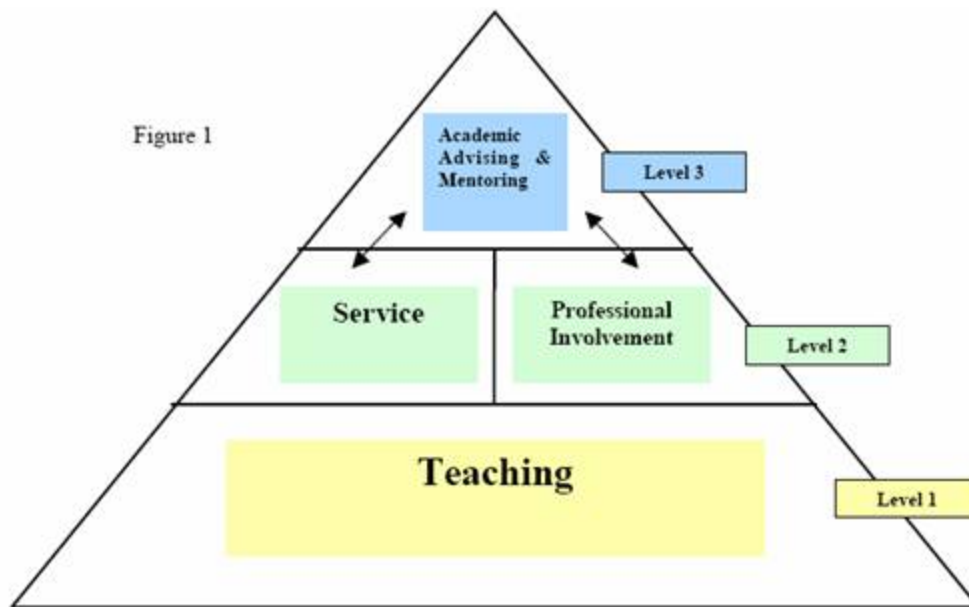 Figure 1
Academic
Advising &
Mentoring
Level 3
Service
Professional
Involvement
Level 2
Teaching
Level 1